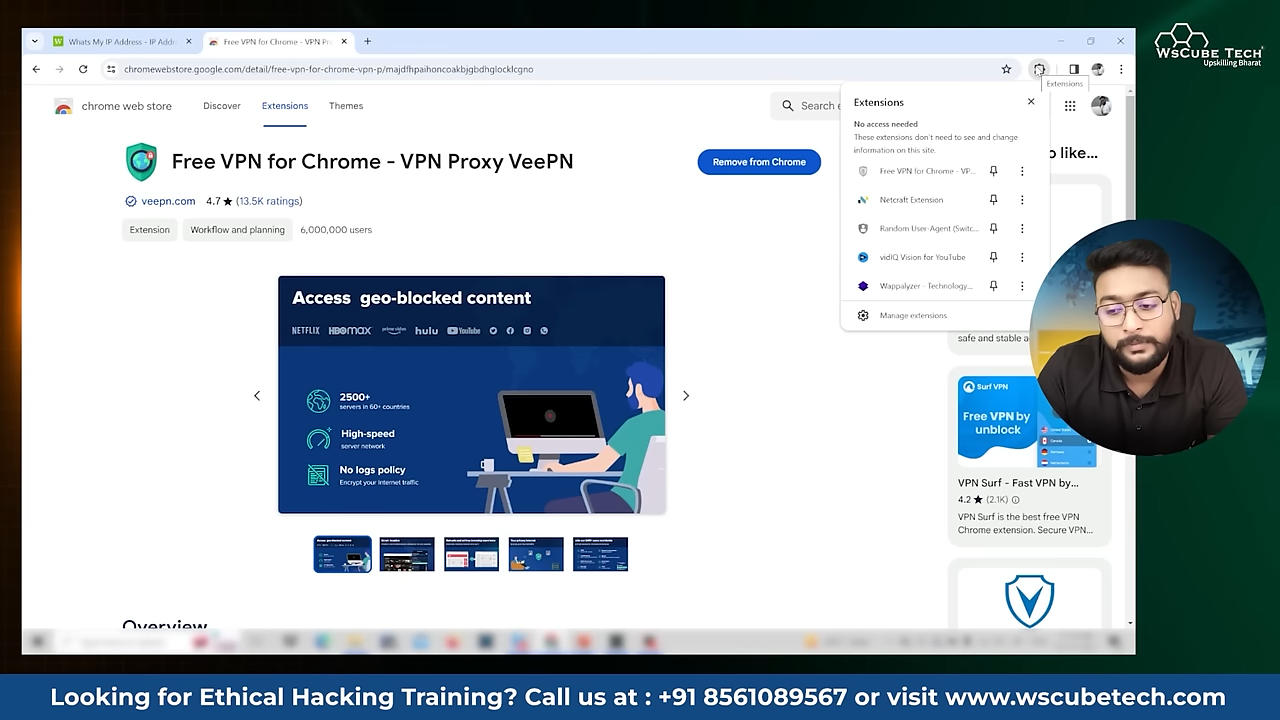 Whats My IP Address - IP Addr
Free VPN for Chrome - VPN Pr
chromewebstore.google.com/detail/free-vpn-for-chrome-vpn-p/majdfhpaihoncoakbjgbdhglocklcgno
WsCube Tech
Upskilling Bharat
Extensions
chrome web store
Discover
Extensions
Themes
Search e
Extensions
No access needed
These extensions don't need to see and change
information on this site.
Free VPN for Chrome - VP...
Netcraft Extension
Random User-Agent (Switc...
vidIQ Vision for YouTube
Wappalyzer - Technology...
Manage extensions
o like...
Free VPN for Chrome - VPN Proxy VeePN
Remove from Chrome
veepn.com
4.7 ★ (13.5K ratings)
Extension
Workflow and planning
6,000,000 users
Access geo-blocked content
NETFLIX HBOMAX prime video hulu YouTube
2500+
servers in 60+ countries
High-speed
server network
No logs policy
Encrypt your Internet traffic
safe and stable a
Surf VPN
Free VPN by
unblock
Canada
VPN Surf - Fast VPN by...
4.2 ★ (2.1K)
VPN Surf is the best free VPN
Chrome extension. Secure VPN...
Overview
Looking for Ethical Hacking Training? Call us at : +91 8561089567 or visit www.wscubetech.com